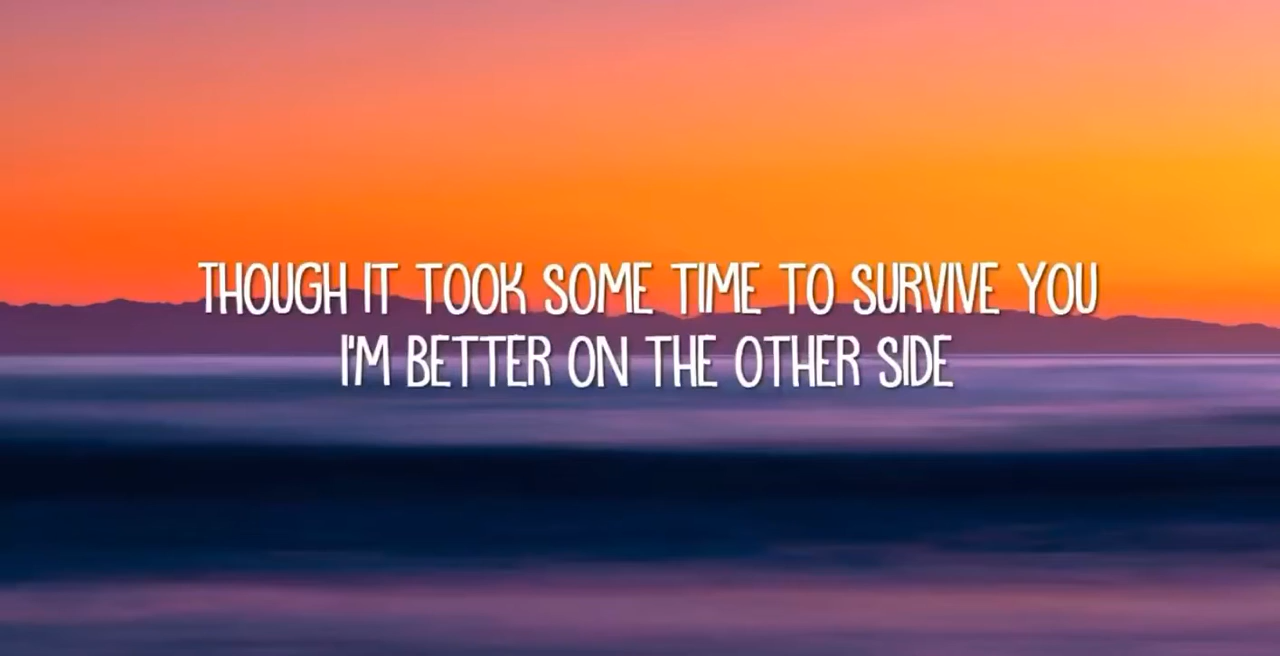 THOUGH IT TOOK SOME TIME TO SURVIVE YOU
I'M BETTER ON THE OTHER SIDE